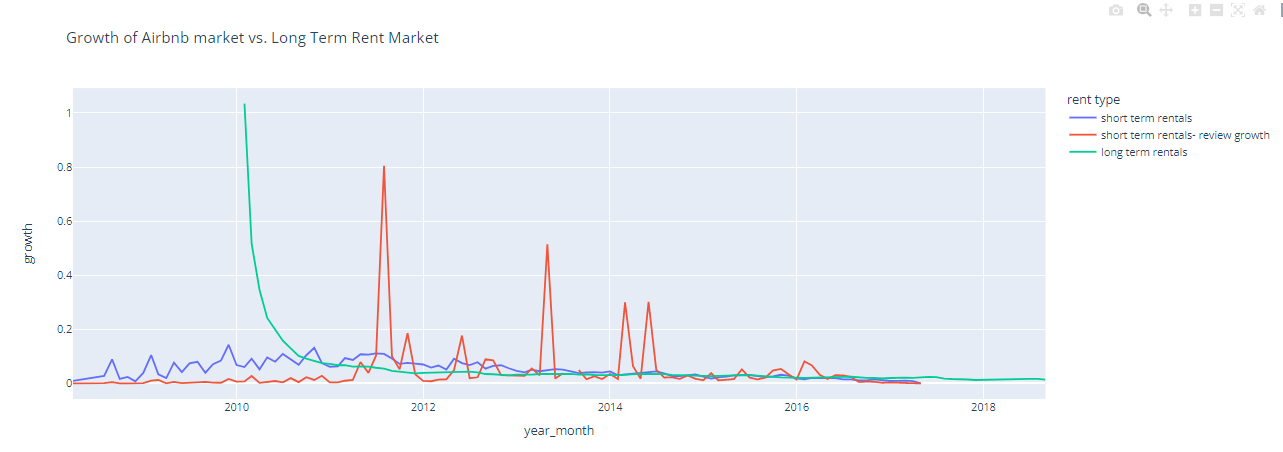 Growth of Airbnb market vs. Long Term Rent Market
rent type
short term rentals
short term rentals- review growth
long term rentals
growth
1
0.8
0.6
0.4
0.2
0
2010 2012 2014 2016 2018
year_month